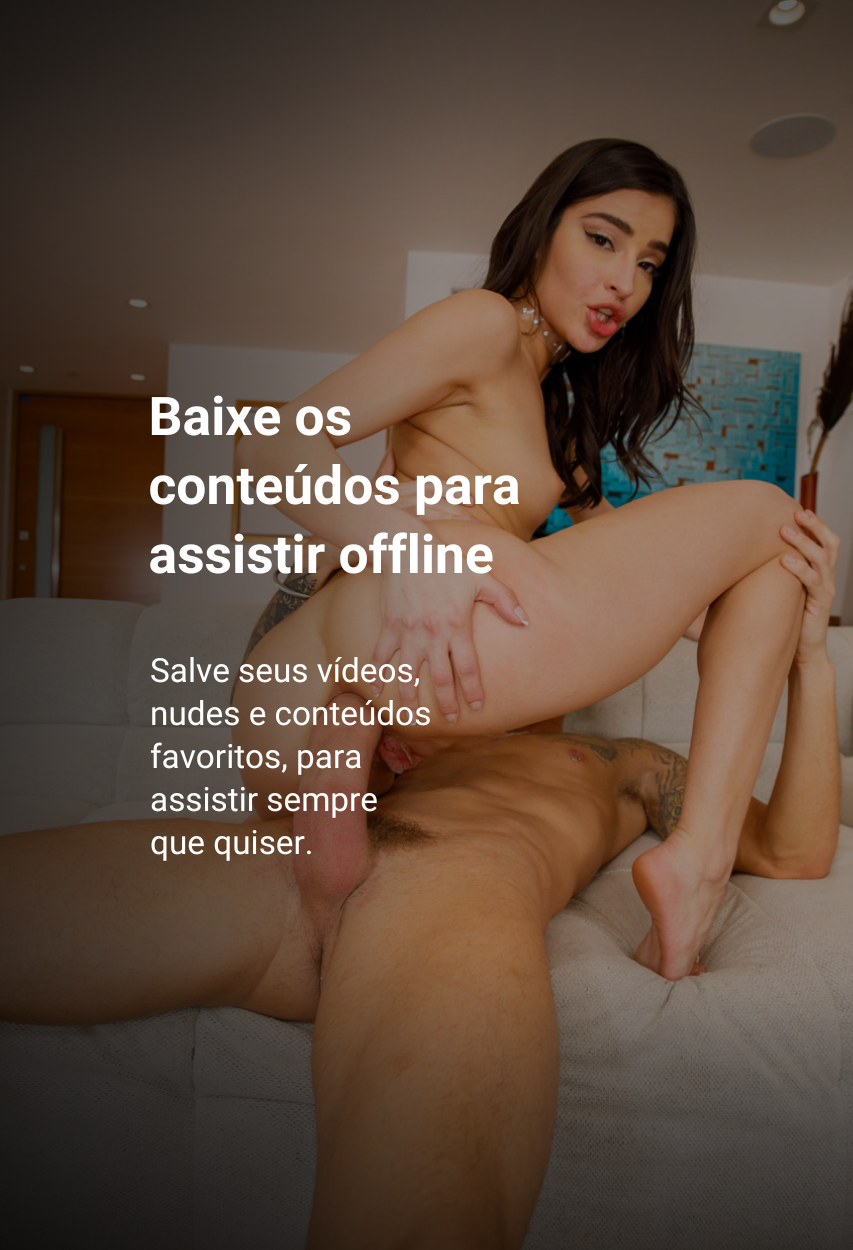 Baixe os
conteúdos para
assistir offline
Salve seus vídeos,
nudes e conteúdos
favoritos, para
assistir sempre
que quiser.